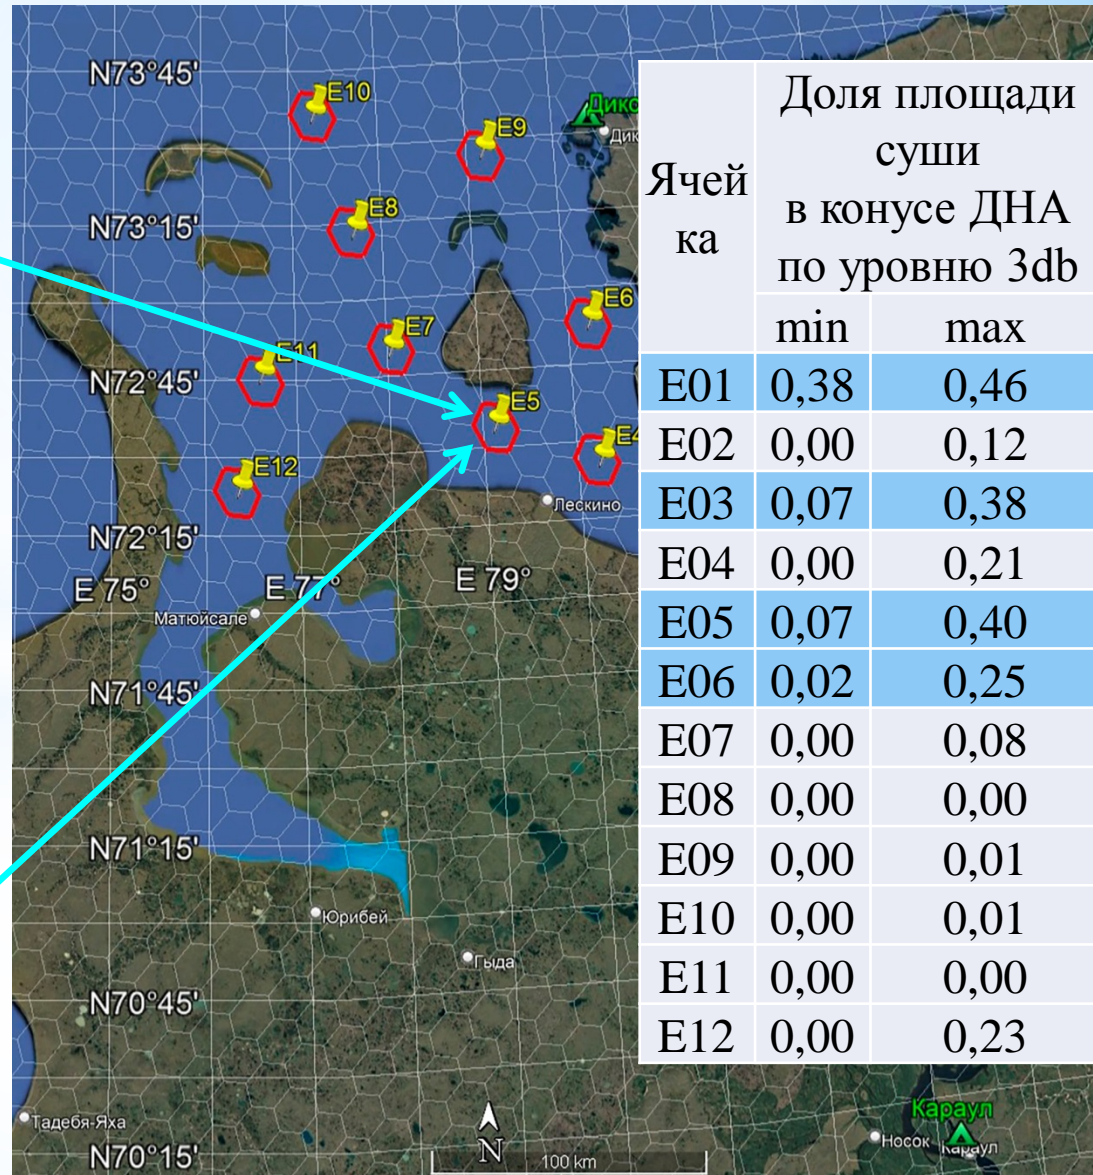 N73°45'
E10
Дик
Дик
E9
N73°15'
E8
E6
E7
E11
N72°45'
E5
E4
E12
Лескино
N72°15'
E 75°
E 77°
E 79°
Матюйсале
N71°45'
N71°15'
Юрибей
Гыда
N70°45'
Тадебя-Яха
N
100 km
N70°15'
Караул
Носок
Караул
Ячей
ка
Доля площади
суши
в конусе ДНА
по уровню 3db
min max
E01 0,38 0,46
E02 0,00 0,12
E03 0,07 0,38
E04 0,00 0,21
E05 0,07 0,40
E06 0,02 0,25
E07 0,00 0,08
E08 0,00 0,00
E09 0,00 0,01
E10 0,00 0,01
E11 0,00 0,00
E12 0,00 0,23